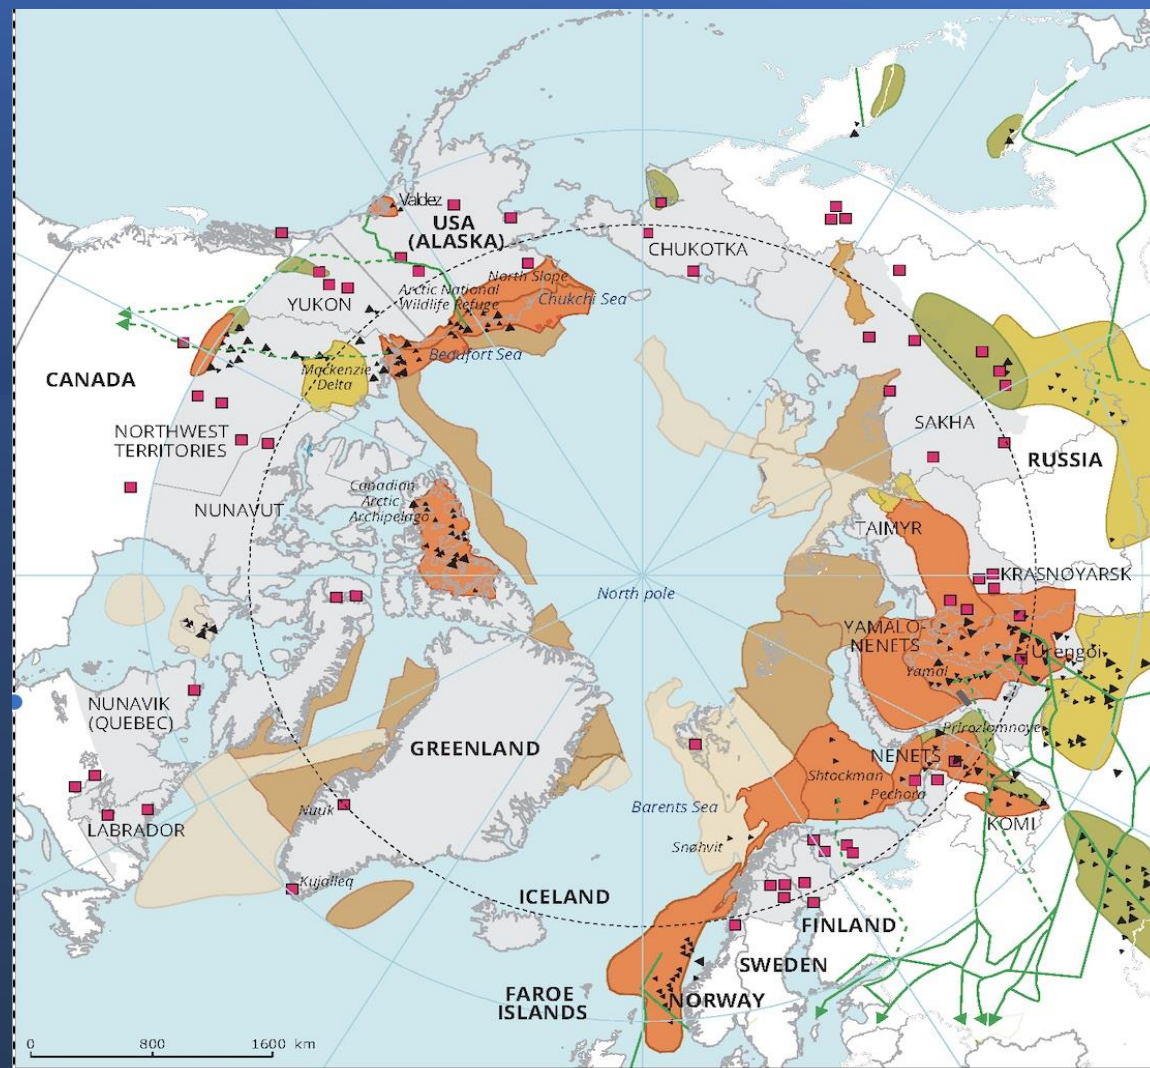 Valdez
USA
(ALASKA)
CHUKOTKA
North Slope
Arctic National
Wildlife Refuge
Chukchi Sea
YUKON
Beaufort Sea
Mackenzie
Delta
CANADA
NORTHWEST
TERRITORIES
SAKHA
RUSSIA
Canadian
Arctic
Archipelago
NUNAVUT
TAIMYR
KRASNOYARSK
North pole
YAMALO-
NENETS
Urengoi
Yamal
NUNAVIK
(QUEBEC)
GREENLAND
Prirozlomnoye
NENETS
Shtockman
Pechora
Barents Sea
Nuuk
LABRADOR
KOMI
Snøhvit
Kujalleq
ICELAND
FINLAND
SWEDEN
FAROE
ISLANDS
NORWAY
0 800 1600 km